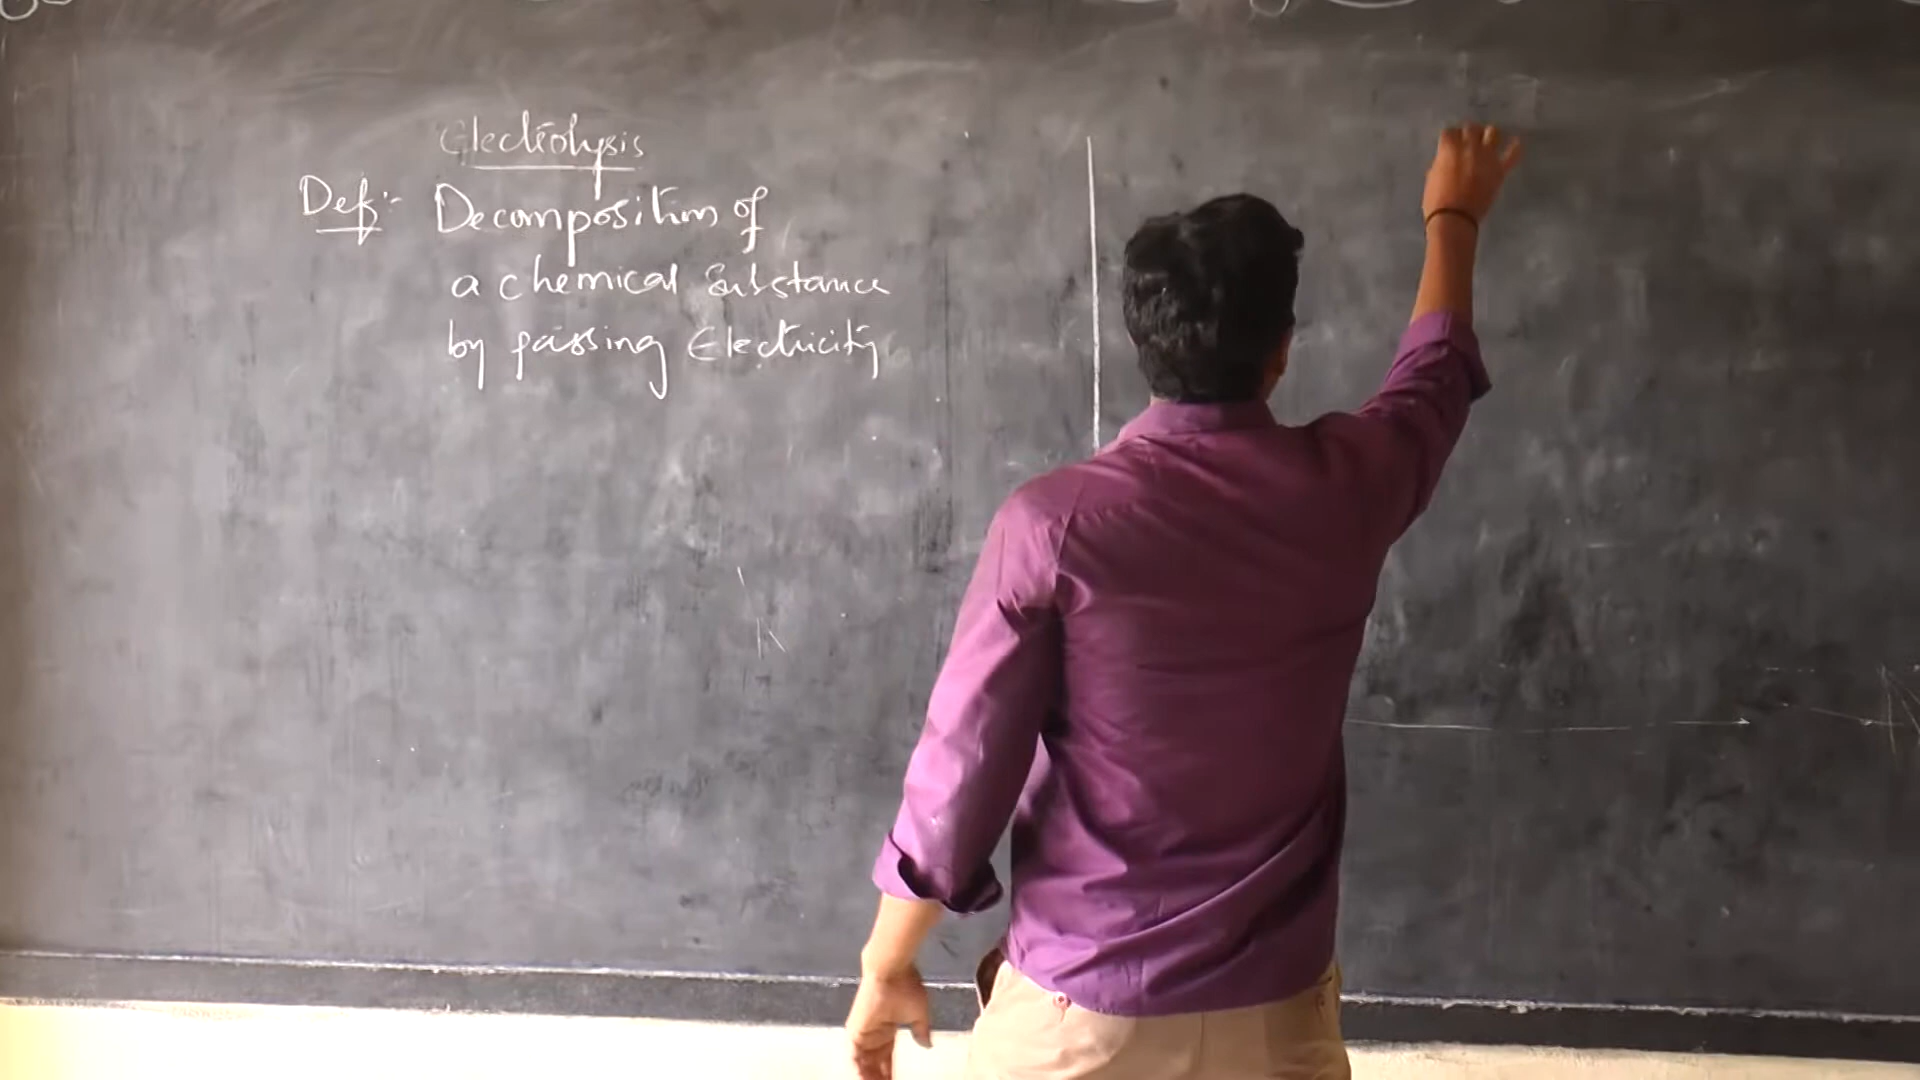 Electrolysis
Def:- Decomposition of
a chemical substance
by passing Electricity